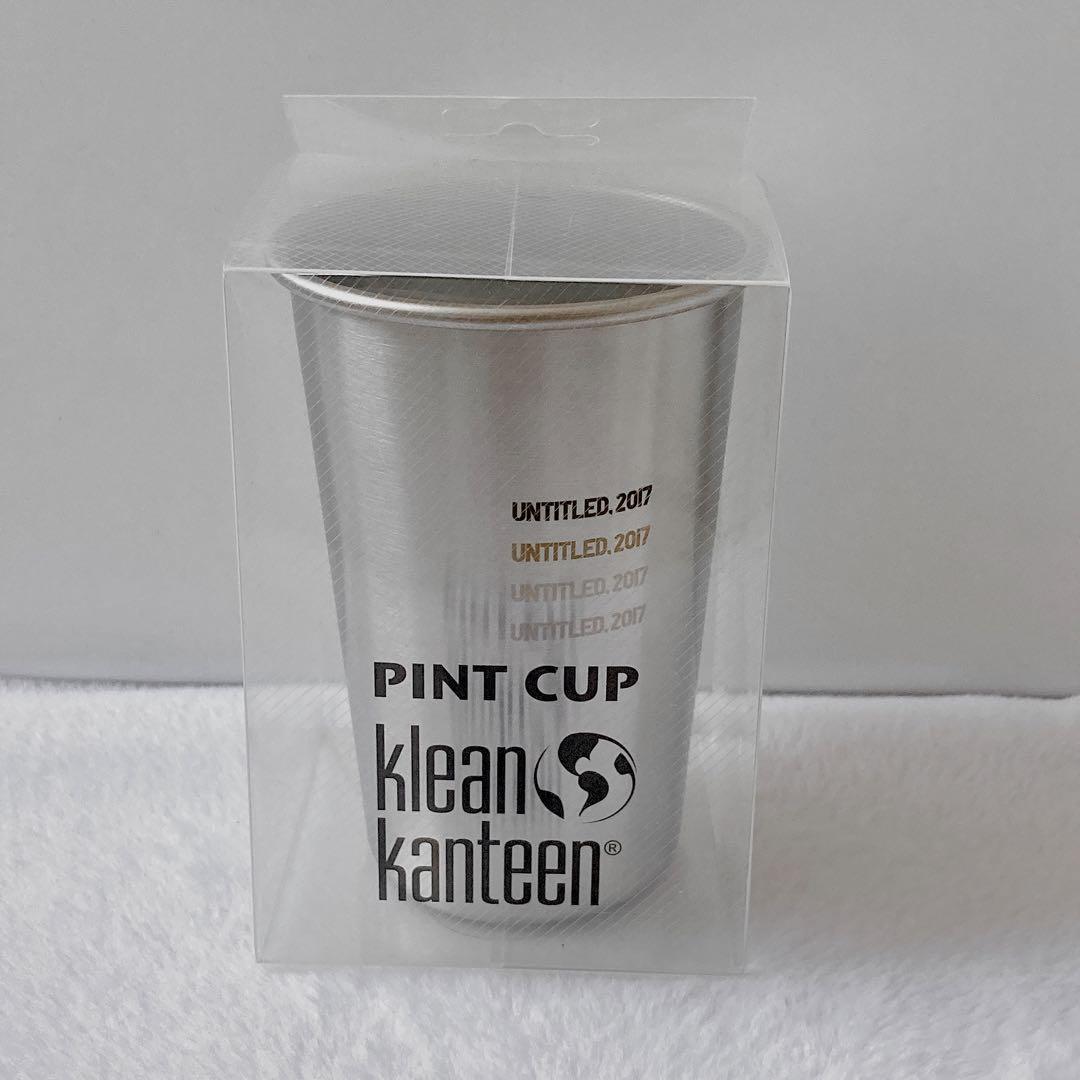 UNTITLED, 2017
UNTITLED, 2017
UNTITLED, 2017
UNTITLED, 2017
PINT CUP
klean
kanteen®